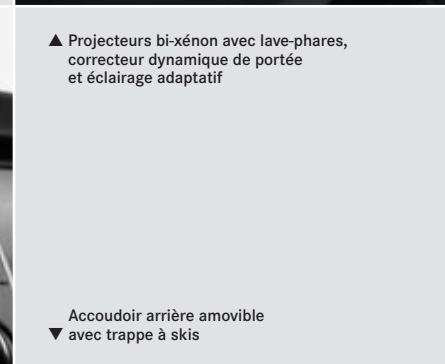 ▲ Projecteurs bi-xénon avec lave-phares,
correcteur dynamique de portée
et éclairage adaptatif
Accoudoir arrière amovible
▼ avec trappe à skis